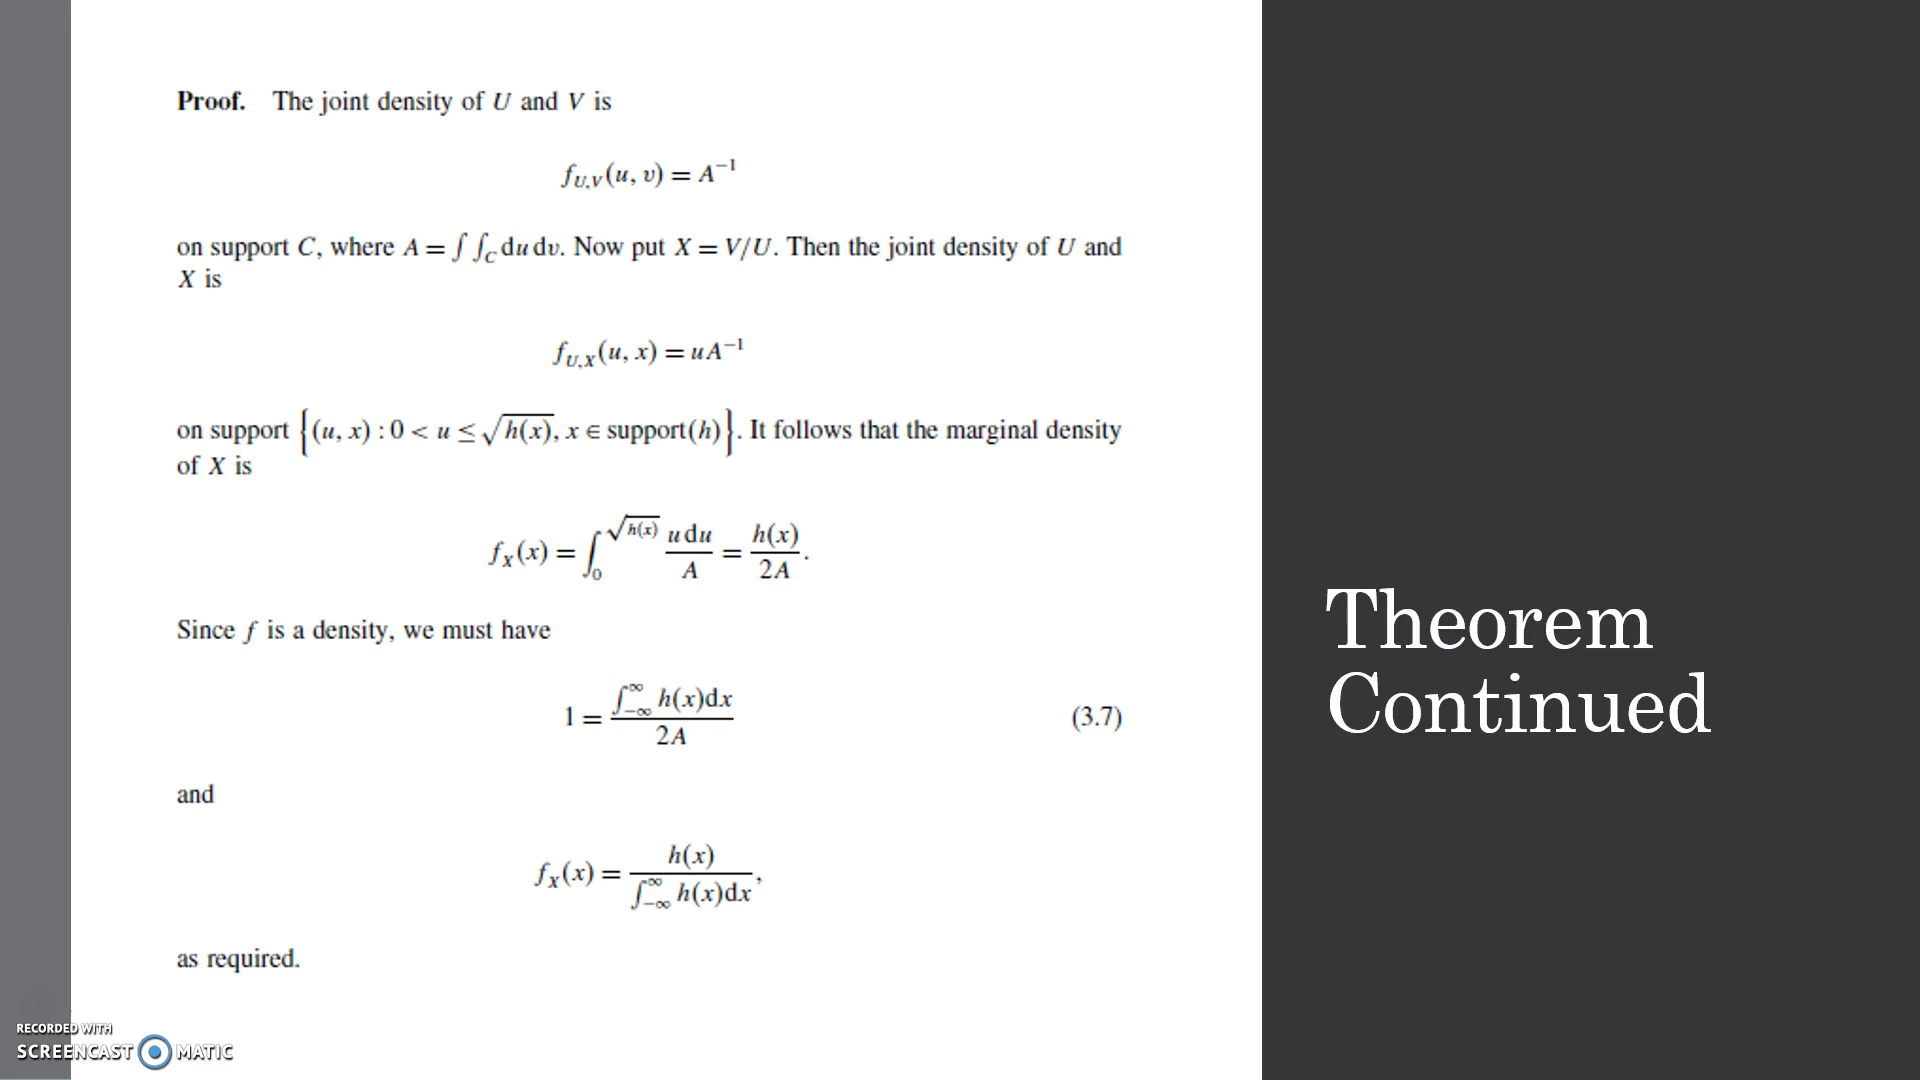 Proof. The joint density of U and V is
f_{U,V}(u, v) = A^{-1}
on support C, where A = ∫∫_C du dv. Now put X = V/U. Then the joint density of U and
X is
f_{U,X}(u, x) = uA^{-1}
on support {(u, x) : 0 < u ≤ √h(x), x ∈ support(h)}. It follows that the marginal density
of X is
f_X(x) = ∫_0^{√h(x)} u du / A = h(x) / 2A.
Since f is a density, we must have
1 = ∫_{-∞}^{∞} h(x)dx / 2A (3.7)
and
f_X(x) = h(x) / ∫_{-∞}^{∞} h(x)dx,
as required.
Theorem
Continued
RECORDED WITH
SCREENCAST MATIC